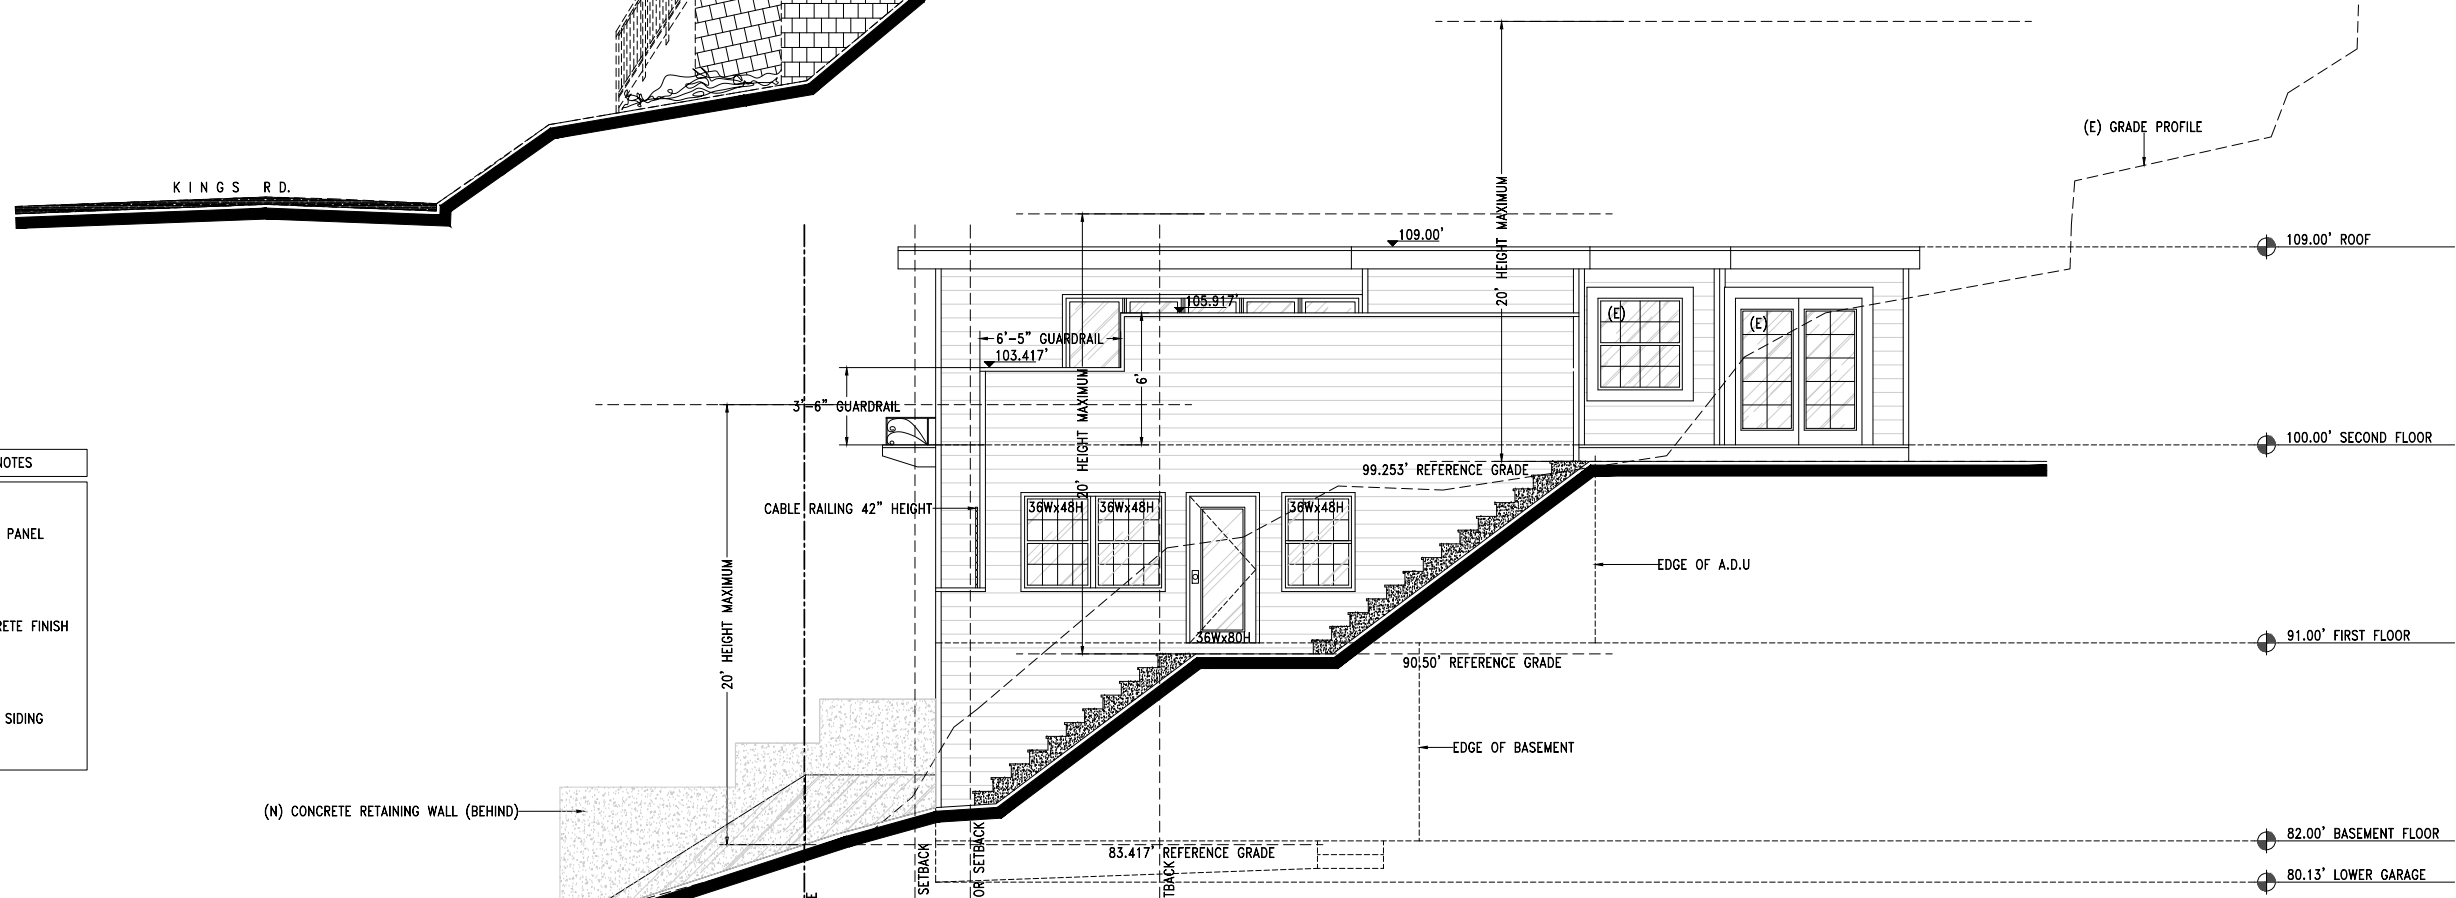 KINGS RD.
(E) GRADE PROFILE
20' HEIGHT MAXIMUM
109.00'
109.00' ROOF
105.917'
(E)
(E)
6'-5" GUARDRAIL
103.417'
6'
20' HEIGHT MAXIMUM
3'-6" GUARDRAIL
100.00' SECOND FLOOR
NOTES
99.253' REFERENCE GRADE
CABLE RAILING 42" HEIGHT
36Wx48H
36Wx48H
36Wx48H
PANEL
EDGE OF A.D.U
20' HEIGHT MAXIMUM
FINISH
36Wx80H
91.00' FIRST FLOOR
90.50' REFERENCE GRADE
SIDING
EDGE OF BASEMENT
(N) CONCRETE RETAINING WALL (BEHIND)
82.00' BASEMENT FLOOR
83.417' REFERENCE GRADE
SETBACK
OR SETBACK
TBACK
80.13' LOWER GARAGE